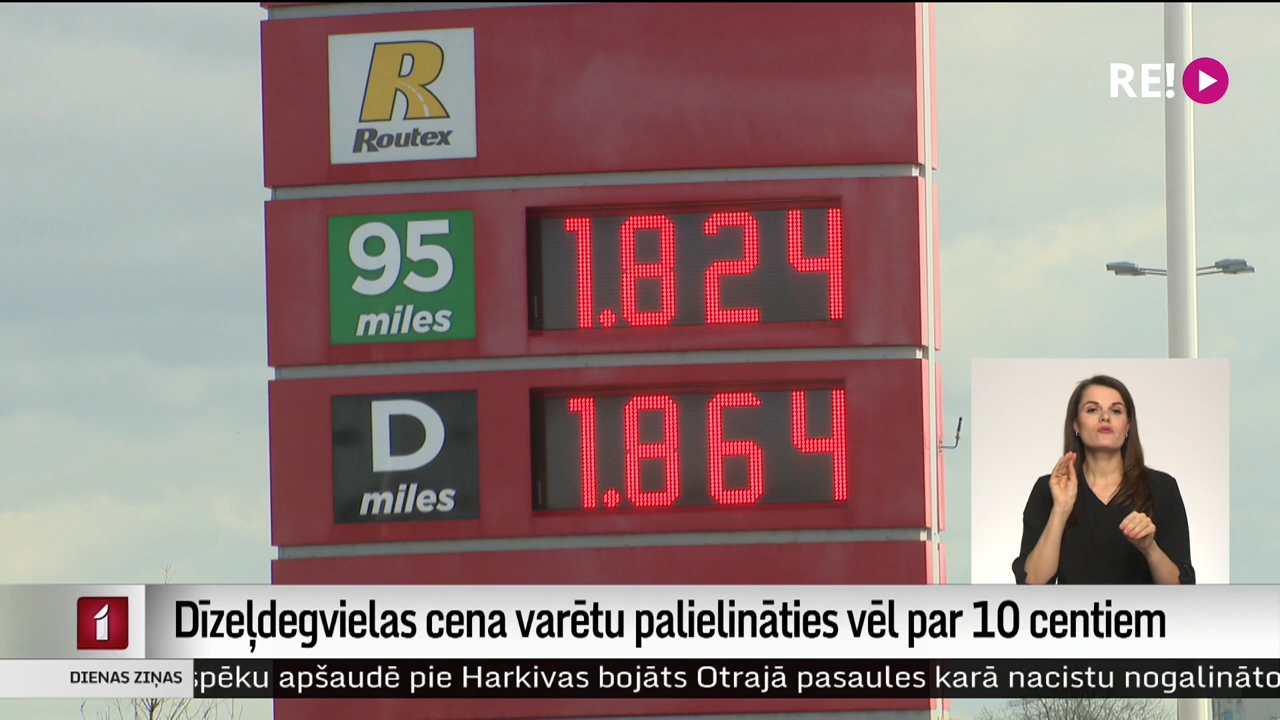 RE!
R
Routex
95
miles
1.824
D
miles
1.864
1
Dīzeļdegvielas cena varētu palielināties vēl par 10 centiem
DIENAS ZIŅAS
spēku apšaudē pie Harkivas bojāts Otrajā pasaules karā nacistu nogalināto